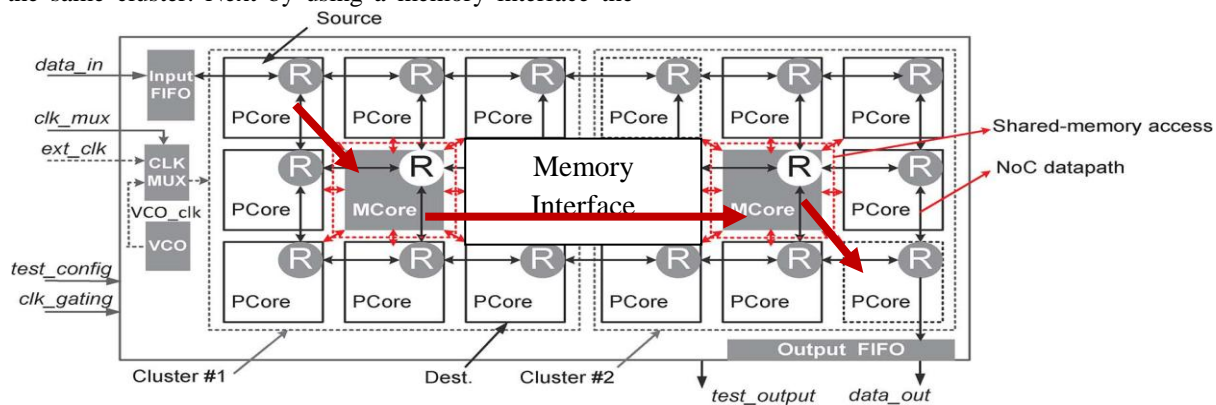 the same cluster. Next by using a memory interface the
Source
data_in
Input
FIFO
R R R R R R
PCore PCore PCore PCore PCore PCore
clk_mux
ext_clk
CLK
MUX
VCO_clk
VCO
test_config
clk_gating
R R R R
PCore MCore MCore PCore
Memory
Interface
Shared-memory access
NoC datapath
R R R R R R
PCore PCore PCore PCore PCore PCore
Output FIFO
Cluster #1
Dest.
Cluster #2
test_output
data_out